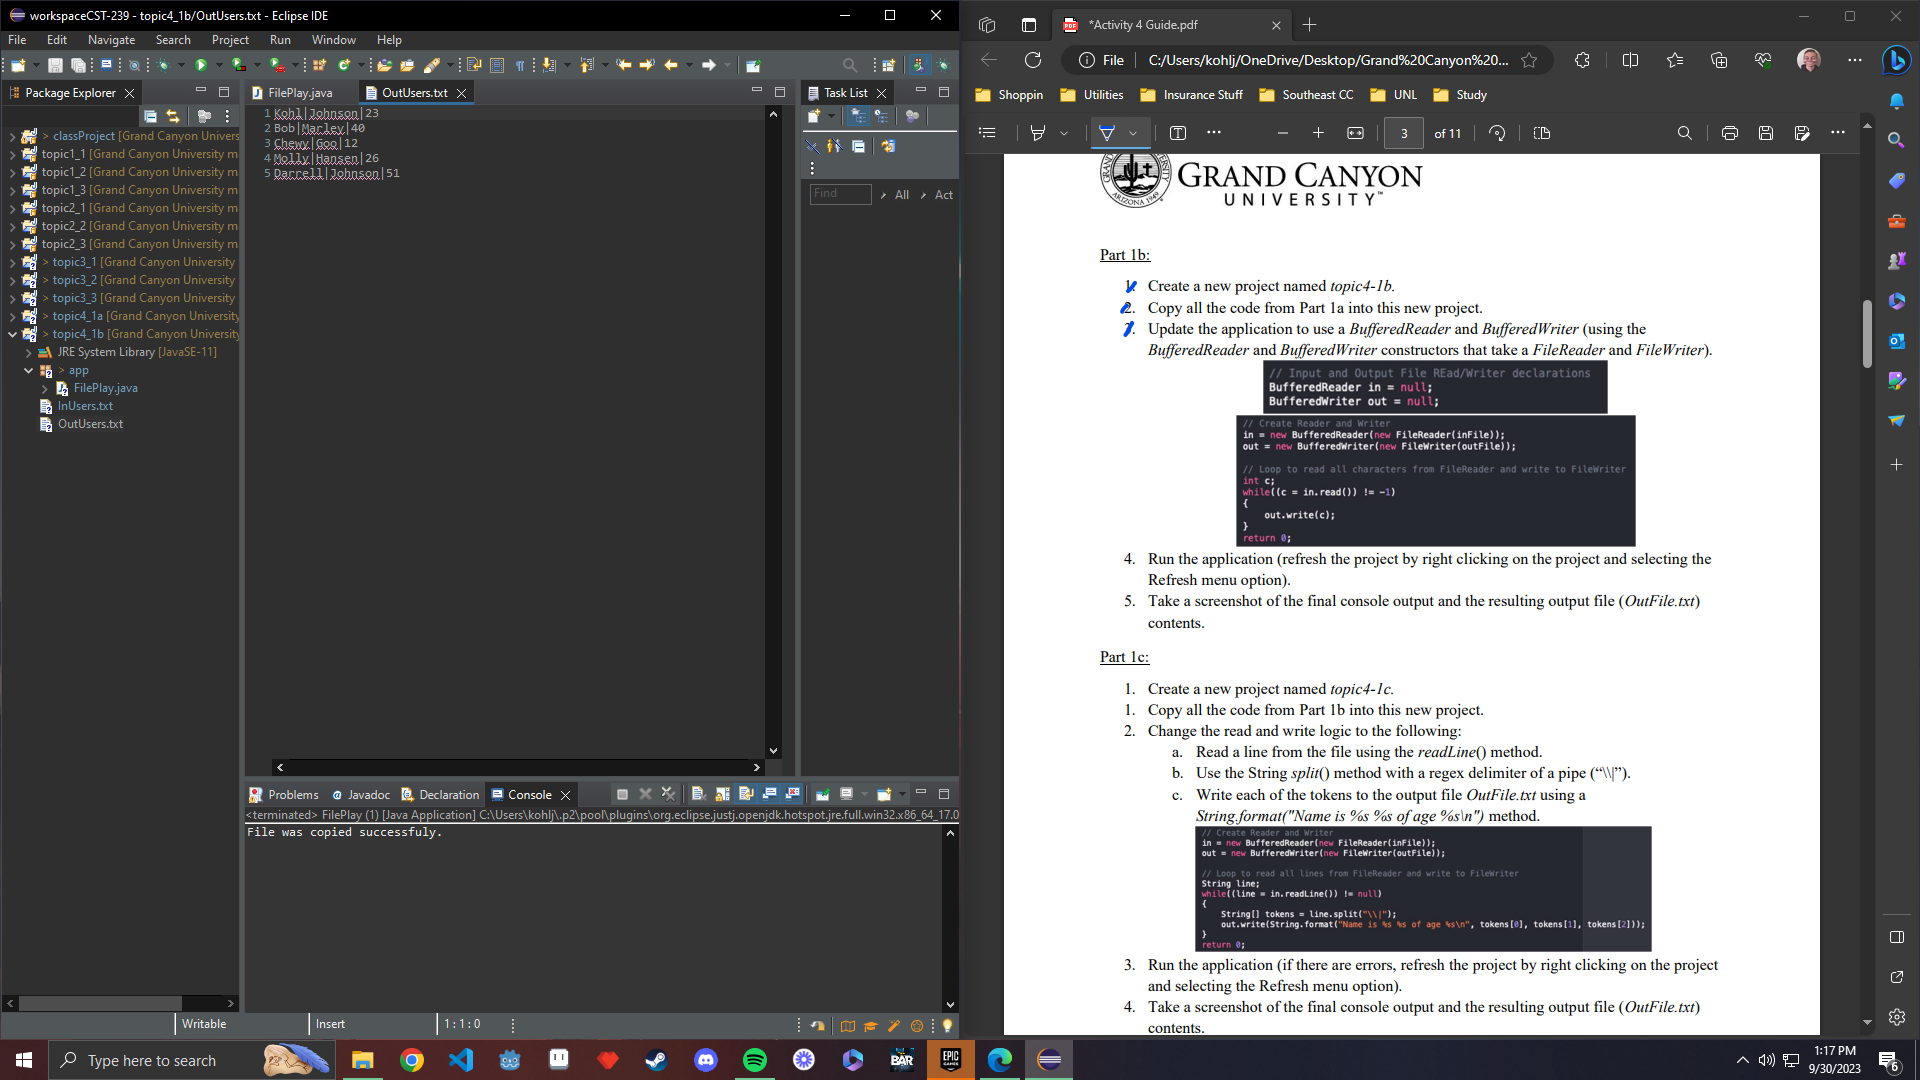 workspaceCST-239 - topic4_1b/OutUsers.txt - Eclipse IDE
File Edit Navigate Search Project Run Window Help
Package Explorer
> classProject [Grand Canyon Univers
topic1_1 [Grand Canyon University m
topic1_2 [Grand Canyon University m
topic1_3 [Grand Canyon University m
topic2_1 [Grand Canyon University m
topic2_2 [Grand Canyon University m
topic2_3 [Grand Canyon University m
> topic3_1 [Grand Canyon University
> topic3_2 [Grand Canyon University
> topic3_3 [Grand Canyon University
> topic4_1a [Grand Canyon University
> topic4_1b [Grand Canyon University
JRE System Library [JavaSE-11]
> app
FilePlay.java
InUsers.txt
OutUsers.txt
FilePlay.java OutUsers.txt
1 Kohl|Johnson|23
2 Bob|Marley|40
3 Chewy|Goo|12
4 Molly|Hansen|26
5 Darrell|Johnson|51
Task List
Find All Act
Problems Javadoc Declaration Console
<terminated> FilePlay (1) [Java Application] C:\Users\kohlj\.p2\pool\plugins\org.eclipse.justj.openjdk.hotspot.jre.full.win32.x86_64_17.0
File was copied successfuly.
Writable Insert 1 : 1 : 0
*Activity 4 Guide.pdf
File C:/Users/kohlj/OneDrive/Desktop/Grand%20Canyon%20...
Shoppin Utilities Insurance Stuff Southeast CC UNL Study
3 of 11
GRAND CANYON
UNIVERSITY™
ARIZONA 1949
Part 1b:
1. Create a new project named topic4-1b.
2. Copy all the code from Part 1a into this new project.
3. Update the application to use a BufferedReader and BufferedWriter (using the
BufferedReader and BufferedWriter constructors that take a FileReader and FileWriter).
// Input and Output File REad/Writer declarations
BufferedReader in = null;
BufferedWriter out = null;
// Create Reader and Writer
in = new BufferedReader(new FileReader(inFile));
out = new BufferedWriter(new FileWriter(outFile));
// Loop to read all characters from FileReader and write to FileWriter
int c;
while((c = in.read()) != -1)
{
out.write(c);
}
return 0;
4. Run the application (refresh the project by right clicking on the project and selecting the
Refresh menu option).
5. Take a screenshot of the final console output and the resulting output file (OutFile.txt)
contents.
Part 1c:
1. Create a new project named topic4-1c.
1. Copy all the code from Part 1b into this new project.
2. Change the read and write logic to the following:
a. Read a line from the file using the readLine() method.
b. Use the String split() method with a regex delimiter of a pipe (“\\|”).
c. Write each of the tokens to the output file OutFile.txt using a
String.format("Name is %s %s of age %s\n") method.
// Create Reader and Writer
in = new BufferedReader(new FileReader(inFile));
out = new BufferedWriter(new FileWriter(outFile));
// Loop to read all lines from FileReader and write to FileWriter
String line;
while((line = in.readLine()) != null)
{
String[] tokens = line.split("\\|");
out.write(String.format("Name is %s %s of age %s\n", tokens[0], tokens[1], tokens[2]));
}
return 0;
3. Run the application (if there are errors, refresh the project by right clicking on the project
and selecting the Refresh menu option).
4. Take a screenshot of the final console output and the resulting output file (OutFile.txt)
contents.
Type here to search
BAR
EPIC GAMES
1:17 PM
9/30/2023
6